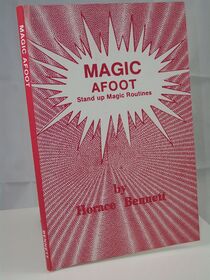 MAGIC
AFOOT
Stand up Magic Routines
by
Horace Bennett
MAGIC AFOOT